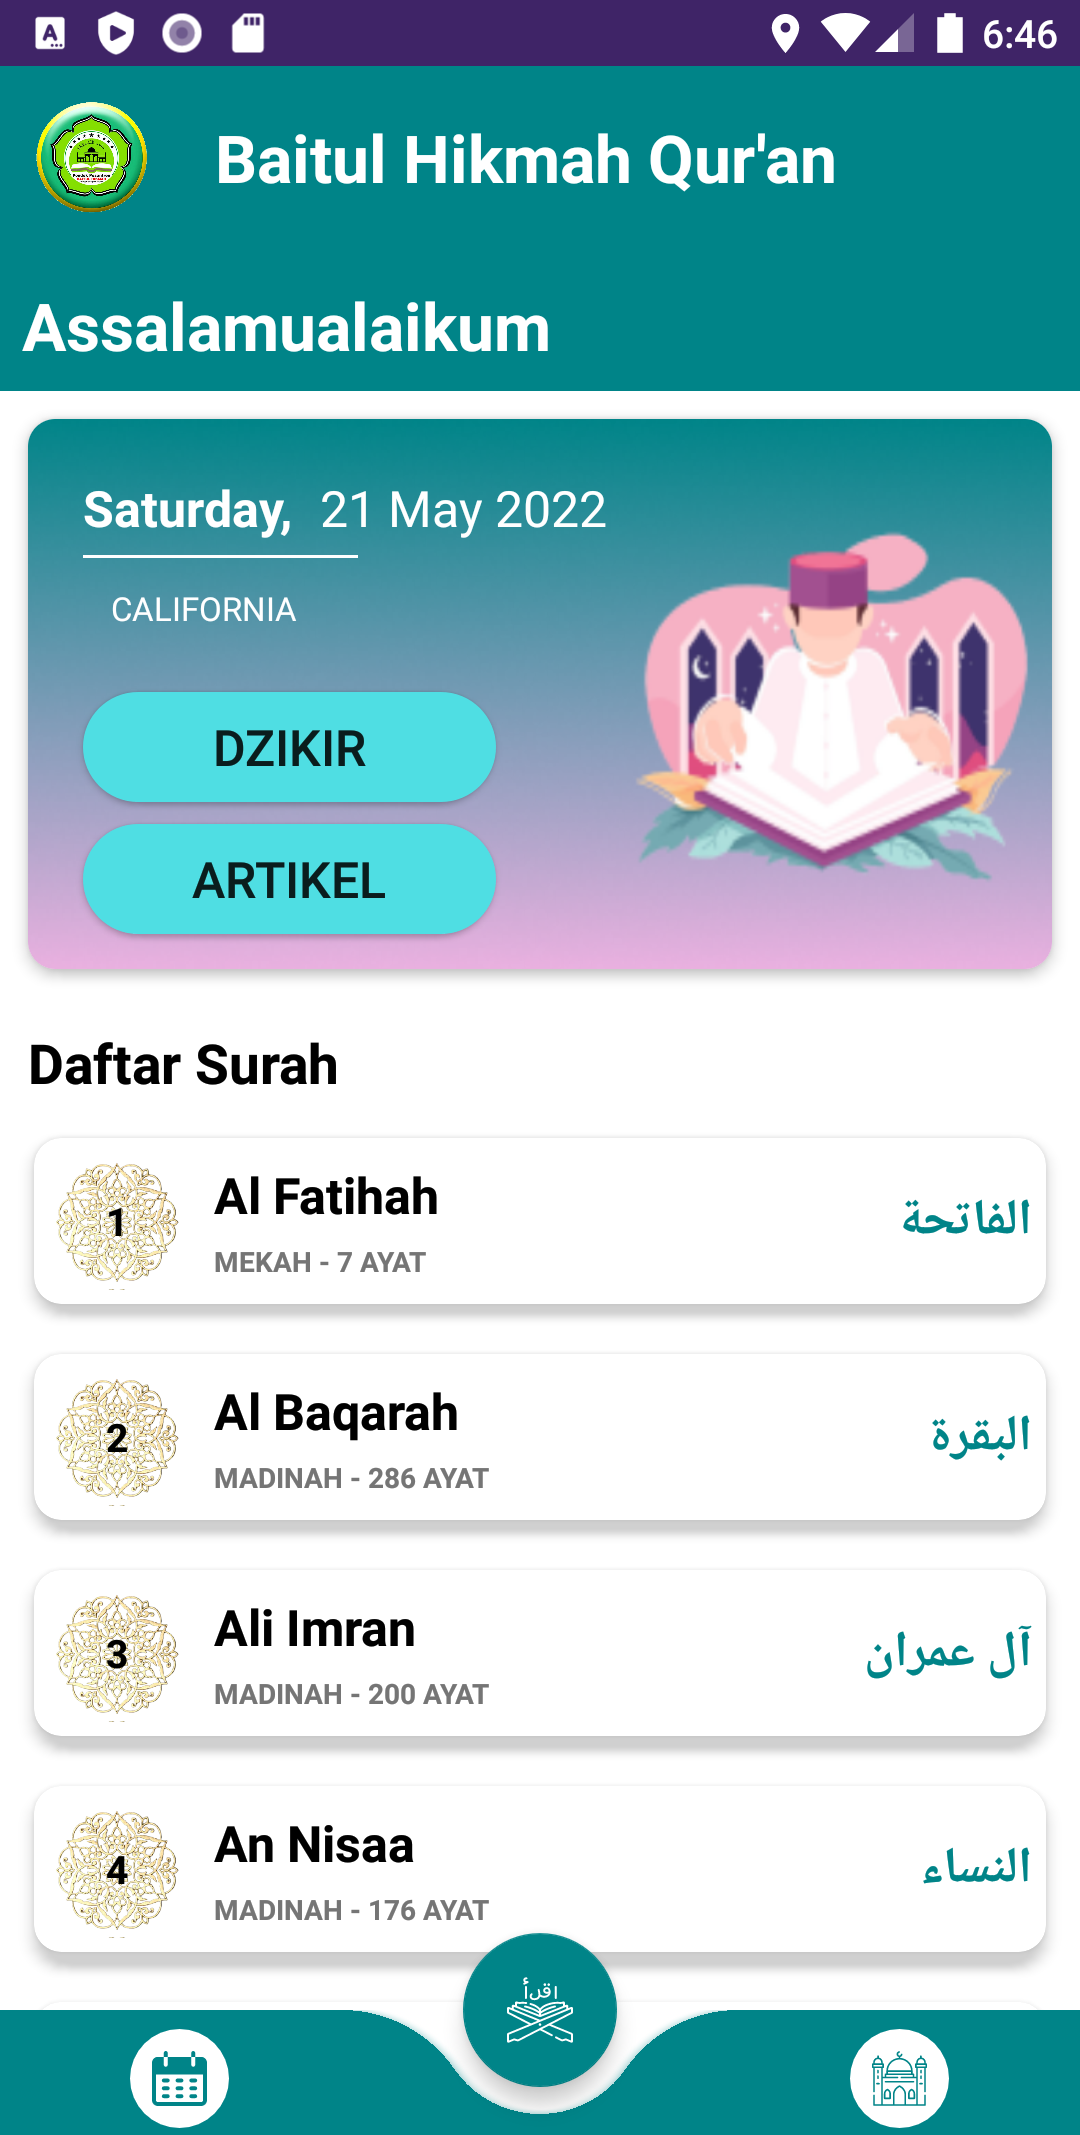 6:46
Baitul Hikmah Qur'an
Assalamualaikum
Saturday, 21 May 2022
CALIFORNIA
DZIKIR
ARTIKEL
Daftar Surah
1
Al Fatihah
MEKAH - 7 AYAT
الفاتحة
2
Al Baqarah
MADINAH - 286 AYAT
البقرة
3
Ali Imran
MADINAH - 200 AYAT
آل عمران
4
An Nisaa
MADINAH - 176 AYAT
النساء
اقرأ